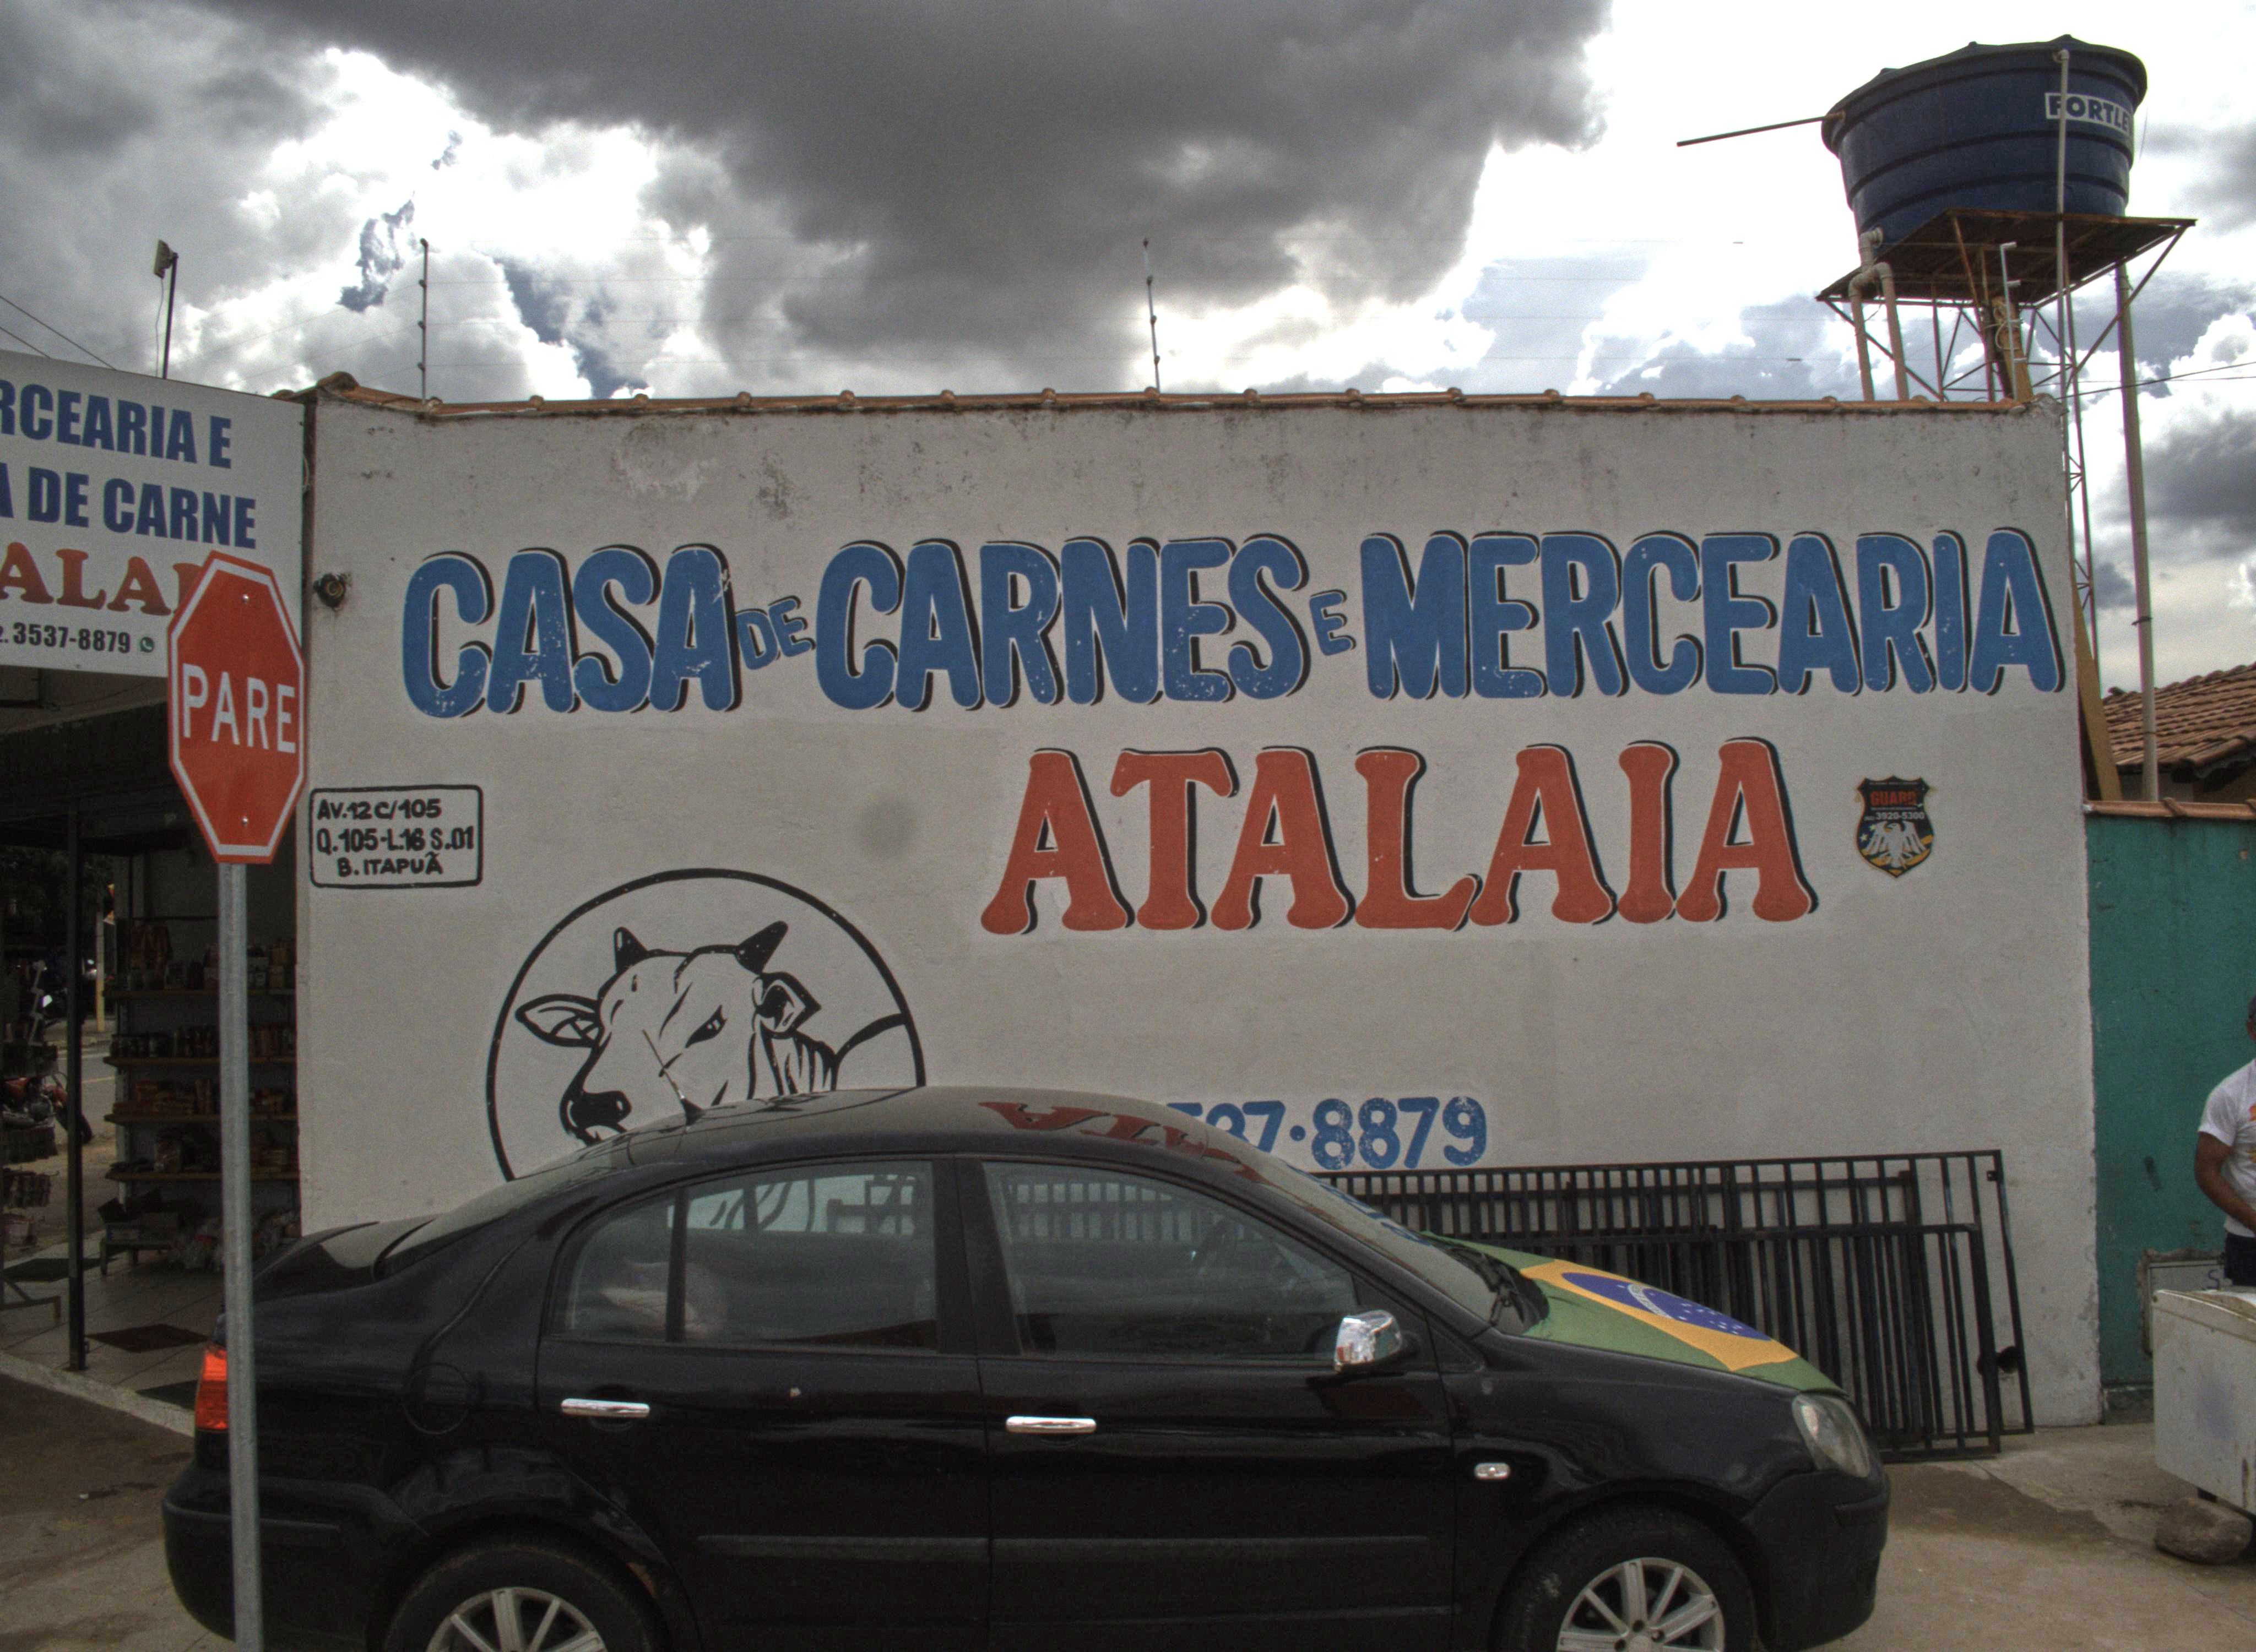 RCEARIA E
A DE CARNE
ALAI
2. 3537-8879
PARE
CASA DE CARNES E MERCEARIA
ATALAIA
AV.12 C/105
Q.105-L.16 S.01
B. ITAPUÃ
GUARD
3920-5300
537·8879
FORTLE